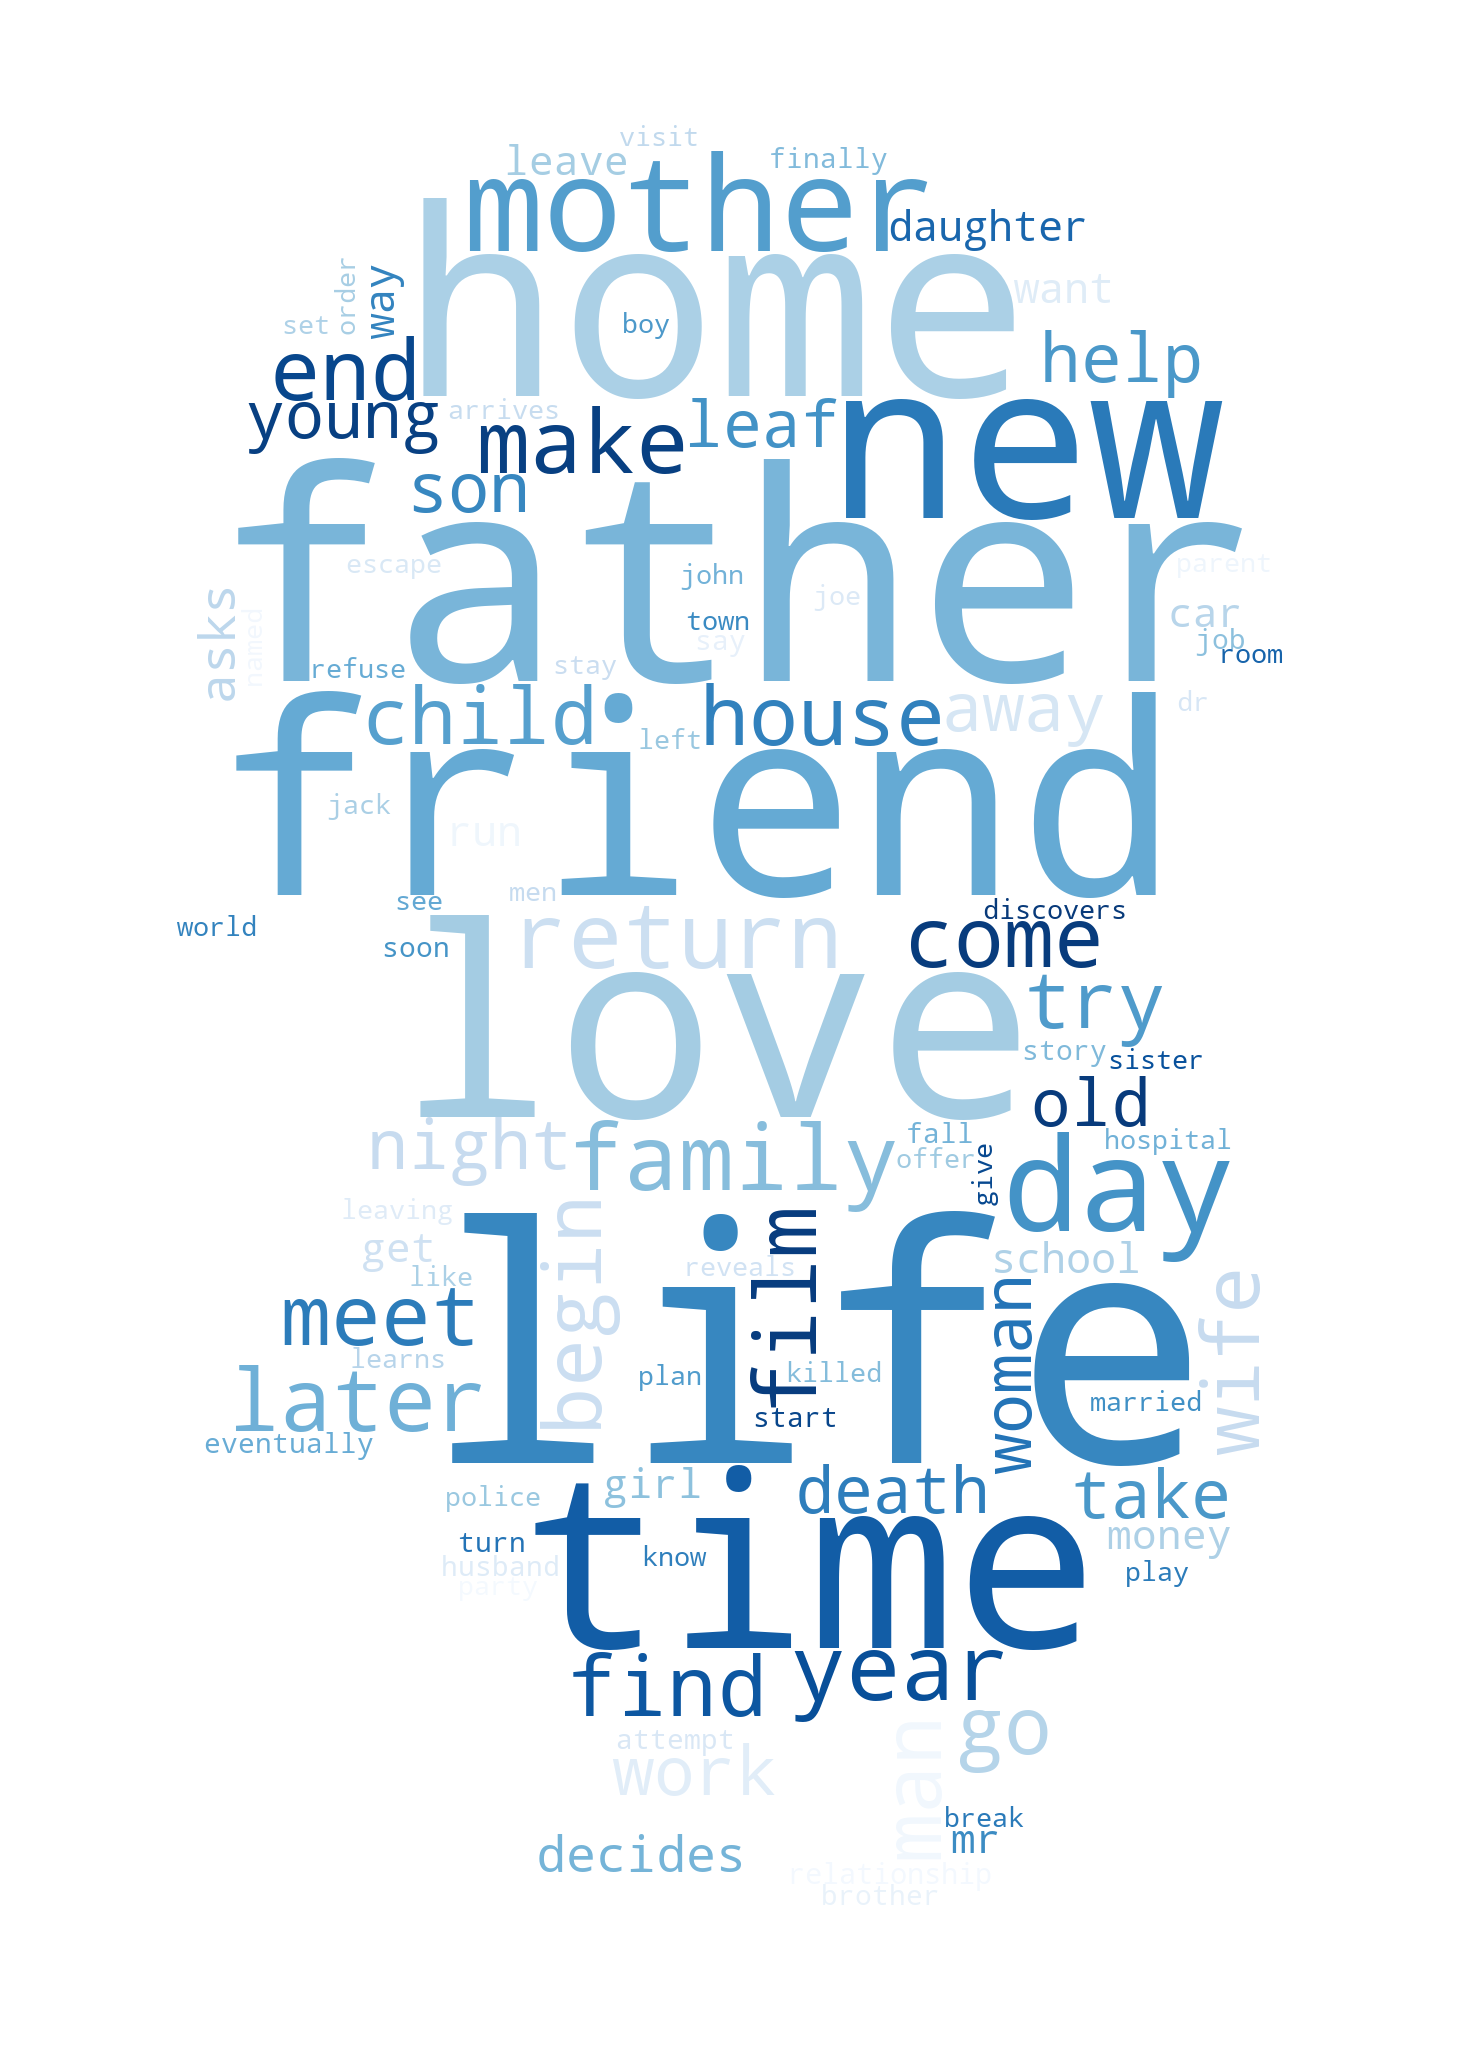 visit
leave
finally
mother
daughter
home
order
way
want
set
boy
end
help
young
arrives
make
leaf
new
son
father
escape
john
parent
joe
asks
named
town
say
car
job
room
refuse
stay
child
house
away
dr
left
friend
jack
run
see
men
world
soon
return
discovers
come
love
try
story
sister
old
night
family
fall
offer
hospital
give
day
leaving
get
begin
film
school
reveals
like
life
meet
woman
wife
learns
later
plan
killed
married
start
eventually
police
girl
death
take
turn
time
money
husband
know
party
play
find
year
attempt
work
man
go
break
mr
decides
relationship
brother